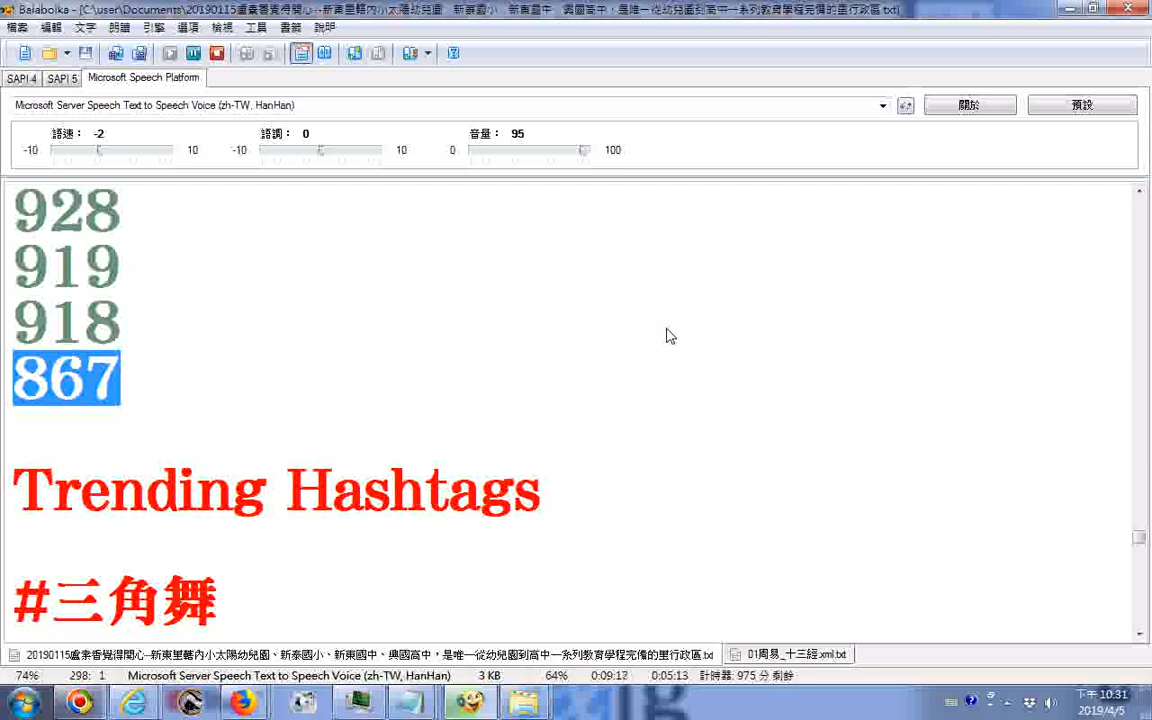 Balabolka - [C:\user\Documents\20190115盧素香覺得開心--新東里轄內小太陽幼兒園、新泰國小、新東國中、興國高中，是唯一從幼兒園到高中一系列教育學程完備的里行政區.txt]
檔案 編輯 文字 朗讀 引擎 選項 檢視 工具 書籤 說明
SAPI 4 SAPI 5 Microsoft Speech Platform
Microsoft Server Speech Text to Speech Voice (zh-TW, HanHan) 關於 預設
語速： -2 語調： 0 音量： 95
-10 10 -10 10 0 100
928
919
918
867
Trending Hashtags
#三角舞
20190115盧素香覺得開心--新東里轄內小太陽幼兒園、新泰國小、新東國中、興國高中，是唯一從幼兒園到高中一系列教育學程完備的里行政區.txt 01周易_十三經.xml.txt
74% 298: 1 Microsoft Server Speech Text to Speech Voice (zh-TW, HanHan) 3 KB 64% 0:09:12 0:05:13 計時器: 975 分 剩餘
下午 10:31
2019/4/5